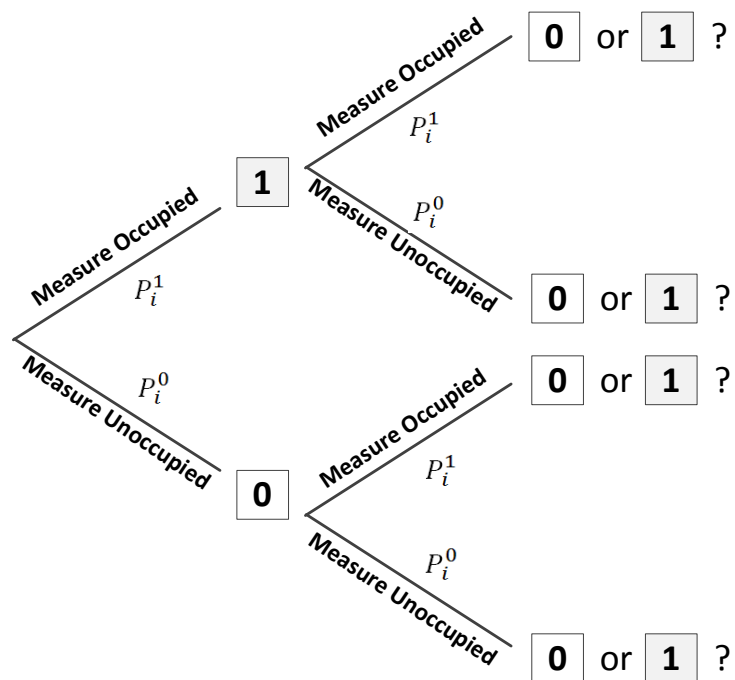 0 or 1 ?
Measure Occupied
P_i^1
1
P_i^0
Measure Unoccupied
Measure Occupied
P_i^1
0 or 1 ?
P_i^0
Measure Unoccupied
0 or 1 ?
Measure Occupied
P_i^1
0
P_i^0
Measure Unoccupied
0 or 1 ?